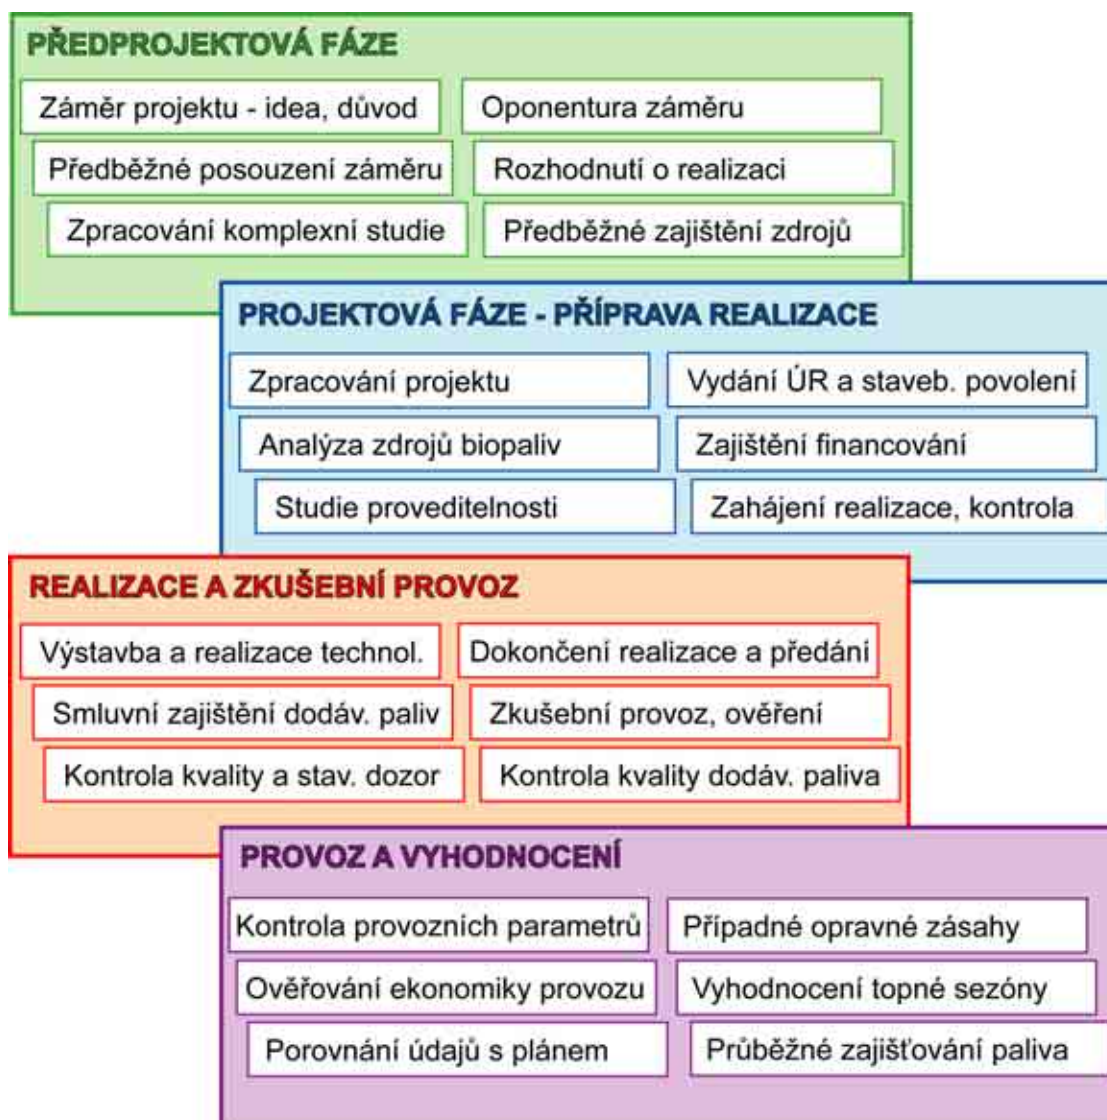 PŘEDPROJEKTOVÁ FÁZE
Záměr projektu - idea, důvod
Předběžné posouzení záměru
Zpracování komplexní studie
Oponentura záměru
Rozhodnutí o realizaci
Předběžné zajištění zdrojů
PROJEKTOVÁ FÁZE - PŘÍPRAVA REALIZACE
Zpracování projektu
Analýza zdrojů biopaliv
Studie proveditelnosti
Vydání ÚR a staveb. povolení
Zajištění financování
Zahájení realizace, kontrola
REALIZACE A ZKUŠEBNÍ PROVOZ
Výstavba a realizace technol.
Smluvní zajištění dodáv. paliv
Kontrola kvality a stav. dozor
Dokončení realizace a předání
Zkušební provoz, ověření
Kontrola kvality dodáv. paliva
PROVOZ A VYHODNOCENÍ
Kontrola provozních parametrů
Ověřování ekonomiky provozu
Porovnání údajů s plánem
Případné opravné zásahy
Vyhodnocení topné sezóny
Průběžné zajišťování paliva